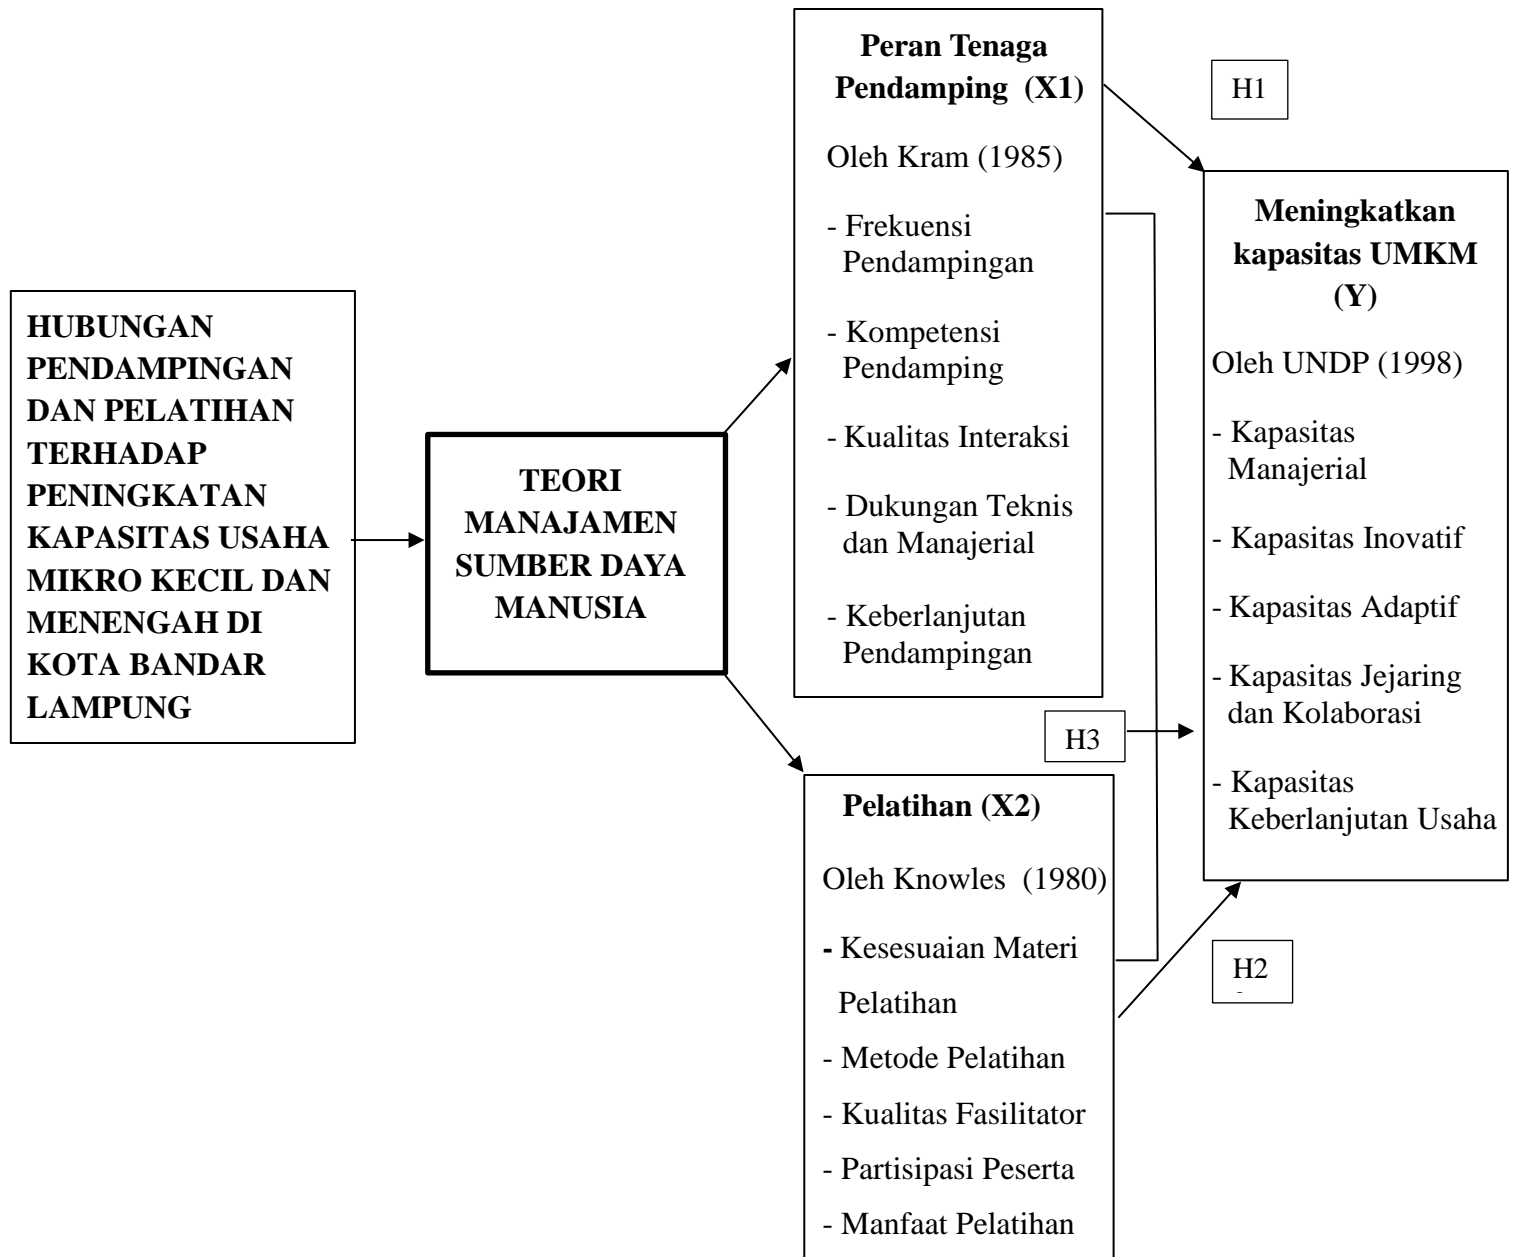 HUBUNGAN
PENDAMPINGAN
DAN PELATIHAN
TERHADAP
PENINGKATAN
KAPASITAS USAHA
MIKRO KECIL DAN
MENENGAH DI
KOTA BANDAR
LAMPUNG
TEORI
MANAJAMEN
SUMBER DAYA
MANUSIA
Peran Tenaga
Pendamping (X1)
Oleh Kram (1985)
- Frekuensi
Pendampingan
- Kompetensi
Pendamping
- Kualitas Interaksi
- Dukungan Teknis
dan Manajerial
- Keberlanjutan
Pendampingan
Pelatihan (X2)
Oleh Knowles (1980)
- Kesesuaian Materi
Pelatihan
- Metode Pelatihan
- Kualitas Fasilitator
- Partisipasi Peserta
- Manfaat Pelatihan
H1
H3
H2
Meningkatkan
kapasitas UMKM
(Y)
Oleh UNDP (1998)
- Kapasitas
Manajerial
- Kapasitas Inovatif
- Kapasitas Adaptif
- Kapasitas Jejaring
dan Kolaborasi
- Kapasitas
Keberlanjutan Usaha